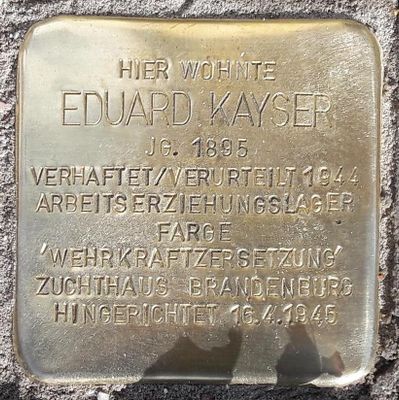 HIER WOHNTE
EDUARD KAYSER
JG. 1895
VERHAFTET/VERURTEILT 1944
ARBEITSERZIEHUNGSLAGER
FARGE
'WEHRKRAFTZERSETZUNG'
ZUCHTHAUS BRANDENBURG
HINGERICHTET 16.4.1945